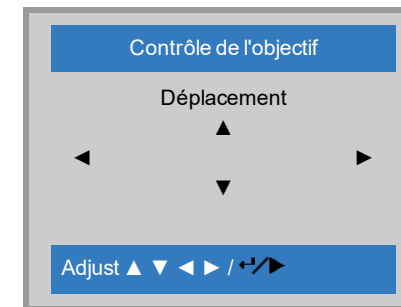 Contrôle de l'objectif
Déplacement
▲
◄ ►
▼
Adjust ▲ ▼ ◄ ► / ↵/►